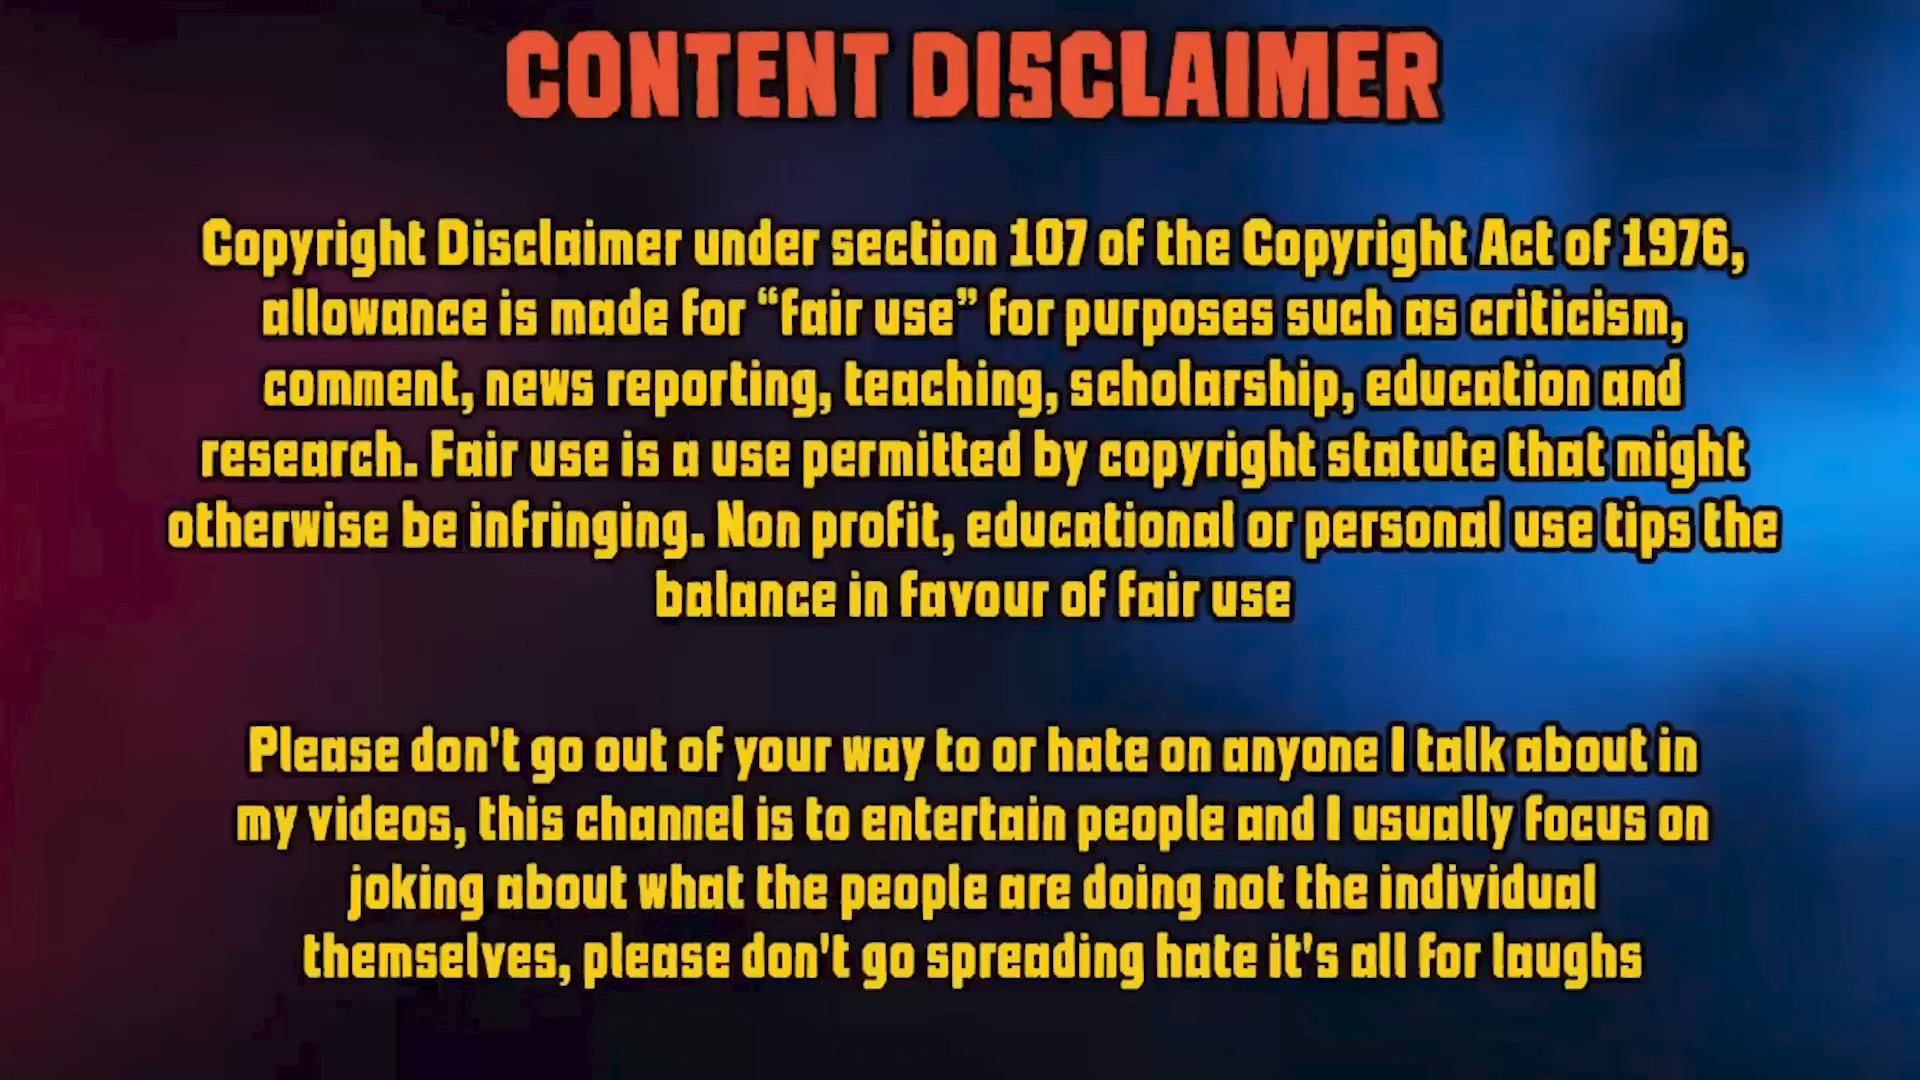 CONTENT DISCLAIMER
Copyright Disclaimer under section 107 of the Copyright Act of 1976,
allowance is made for “fair use” for purposes such as criticism,
comment, news reporting, teaching, scholarship, education and
research. Fair use is a use permitted by copyright statute that might
otherwise be infringing. Non profit, educational or personal use tips the
balance in favour of fair use
Please don't go out of your way to or hate on anyone I talk about in
my videos, this channel is to entertain people and I usually focus on
joking about what the people are doing not the individual
themselves, please don't go spreading hate it's all for laughs